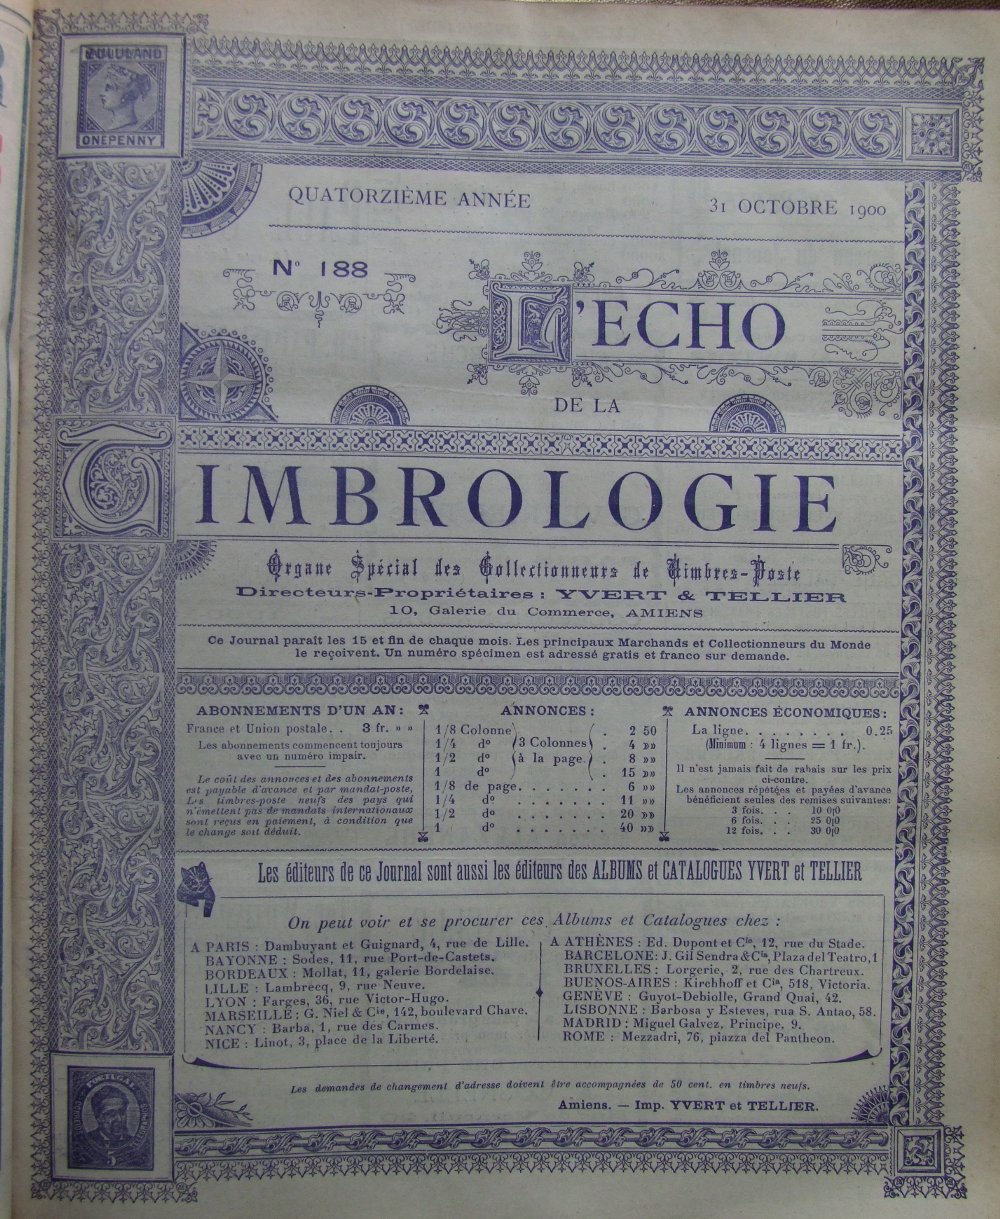 ZULULAND
ONE PENNY
QUATORZIÈME ANNÉE 31 OCTOBRE 1900
No 188
L'ECHO
DE LA
TIMBROLOGIE
Organe Spécial des Collectionneurs de Timbres-Poste
Directeurs-Propriétaires : YVERT & TELLIER
10, Galerie du Commerce, AMIENS
Ce Journal paraît les 15 et fin de chaque mois. Les principaux Marchands et Collectionneurs du Monde
le reçoivent. Un numéro spécimen est adressé gratis et franco sur demande.
ABONNEMENTS D'UN AN :
France et Union postale. . 3 fr. » »
Les abonnements commencent toujours
avec un numéro impair.
Le coût des annonces et des abonnements
est payable d'avance et par mandat-poste,
Les timbres-poste neufs des pays qui
n'émettent pas de mandats internationaux
sont reçus en paiement, à condition que
le change soit déduit.
ANNONCES :
1/8 Colonne . 2 50
1/4 do (3 Colonnes) . 4 »»
1/2 do (à la page.) . 8 »»
1 do . 15 »»
1/8 de page. . . . . . . 6 »»
1/4 do . . . . . . . 11 »»
1/2 do . . . . . . . 20 »»
1 do . . . . . . . 40 »»
ANNONCES ÉCONOMIQUES :
La ligne. . . . . . . 0.25
(Minimum : 4 lignes = 1 fr.).
Il n'est jamais fait de rabais sur les prix
ci-contre.
Les annonces répétées et payées d'avance
bénéficient seules des remises suivantes:
3 fois. . . 10 0|0
6 fois. . . 25 0|0
12 fois. . . 30 0|0
Les éditeurs de ce Journal sont aussi les éditeurs des ALBUMS et CATALOGUES YVERT et TELLIER
On peut voir et se procurer ces Albums et Catalogues chez :
A PARIS : Dambuyant et Guignard, 4, rue de Lille.
BAYONNE : Sodes, 11, rue Port-de-Castets.
BORDEAUX : Mollat, 11, galerie Bordelaise.
LILLE : Lambrecq, 9, rue Neuve.
LYON : Farges, 36, rue Victor-Hugo.
MARSEILLE : G. Niel & Cie, 142, boulevard Chave.
NANCY : Barba, 1, rue des Carmes.
NICE : Linot, 3, place de la Liberté.
A ATHÈNES : Ed. Dupont et Cie, 12, rue du Stade.
BARCELONE : J. Gil Sendra & Cia, Plaza del Teatro, 1
BRUXELLES : Lorgerie, 2, rue des Chartreux.
BUENOS-AIRES : Kirchhoff et Cia, 518, Victoria.
GENÈVE : Guyot-Debiolle, Grand Quai, 42.
LISBONNE : Barbosa y Esteves, rua S. Antao, 58.
MADRID : Miguel Galvez, Principe, 9.
ROME : Mezzadri, 76, piazza del Pantheon.
Les demandes de changement d'adresse doivent être accompagnées de 50 cent. en timbres neufs.
Amiens. — Imp. YVERT et TELLIER.
PORTUGAL
5